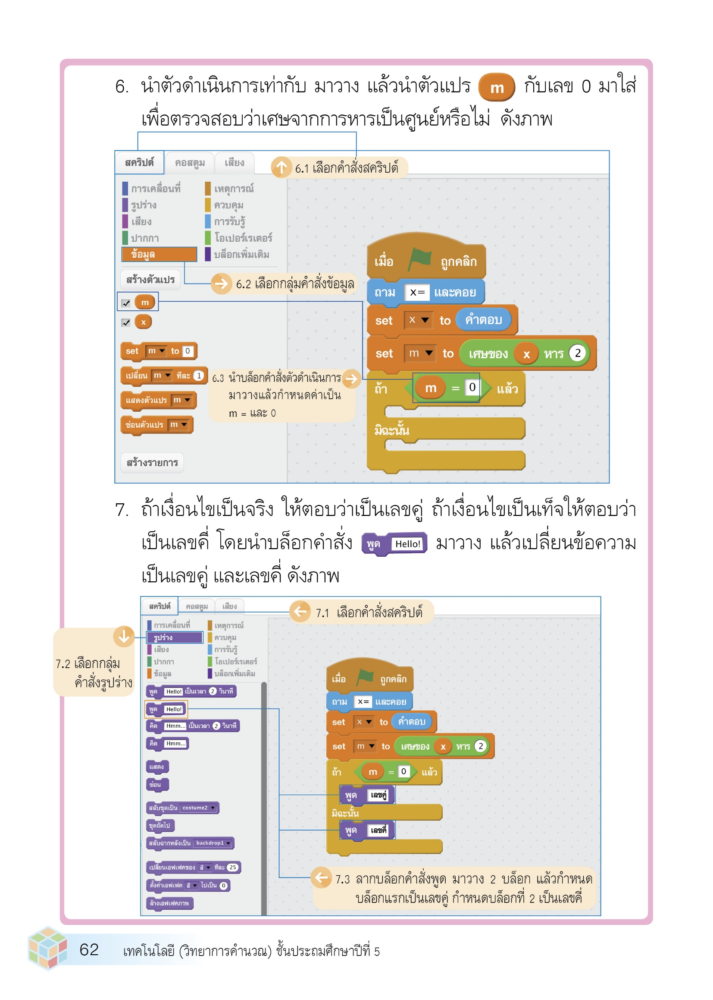 6. นำตัวดำเนินการเท่ากับ มาวาง แล้วนำตัวแปร m กับเลข 0 มาใส่
เพื่อตรวจสอบว่าเศษจากการหารเป็นศูนย์หรือไม่ ดังภาพ
สคริปต์ คอสตูม เสียง
6.1 เลือกคำสั่งสคริปต์
การเคลื่อนที่ เหตุการณ์
รูปร่าง ควบคุม
เสียง การรับรู้
ปากกา โอเปอร์เรเตอร์
ข้อมูล บล็อกเพิ่มเติม
สร้างตัวแปร
6.2 เลือกกลุ่มคำสั่งข้อมูล
m
x
set m to 0
เปลี่ยน m ทีละ 1
แสดงตัวแปร m
ซ่อนตัวแปร m
สร้างรายการ
6.3 นำบล็อกคำสั่งตัวดำเนินการ
มาวางแล้วกำหนดค่าเป็น
m = และ 0
เมื่อ ถูกคลิก
ถาม x= และคอย
set x to คำตอบ
set m to เศษของ x หาร 2
ถ้า m = 0 แล้ว
มิฉะนั้น
7. ถ้าเงื่อนไขเป็นจริง ให้ตอบว่าเป็นเลขคู่ ถ้าเงื่อนไขเป็นเท็จให้ตอบว่า
เป็นเลขคี่ โดยนำบล็อกคำสั่ง พูด Hello! มาวาง แล้วเปลี่ยนข้อความ
เป็นเลขคู่ และเลขคี่ ดังภาพ
สคริปต์ คอสตูม เสียง
7.1 เลือกคำสั่งสคริปต์
การเคลื่อนที่ เหตุการณ์
รูปร่าง ควบคุม
เสียง การรับรู้
ปากกา โอเปอร์เรเตอร์
ข้อมูล บล็อกเพิ่มเติม
7.2 เลือกกลุ่ม
คำสั่งรูปร่าง
พูด Hello! เป็นเวลา 2 วินาที
พูด Hello!
คิด Hmm... เป็นเวลา 2 วินาที
คิด Hmm...
แสดง
ซ่อน
สลับชุดเป็น costume2
ชุดถัดไป
สลับฉากหลังเป็น backdrop1
เปลี่ยนเอฟเฟคของ สี ทีละ 25
ตั้งค่าเอฟเฟค สี ไปเป็น 0
ล้างเอฟเฟคภาพ
เมื่อ ถูกคลิก
ถาม x= และคอย
set x to คำตอบ
set m to เศษของ x หาร 2
ถ้า m = 0 แล้ว
พูด เลขคู่
มิฉะนั้น
พูด เลขคี่
7.3 ลากบล็อกคำสั่งพูด มาวาง 2 บล็อก แล้วกำหนด
บล็อกแรกเป็นเลขคู่ กำหนดบล็อกที่ 2 เป็นเลขคี่
62 เทคโนโลยี (วิทยาการคำนวณ) ชั้นประถมศึกษาปีที่ 5